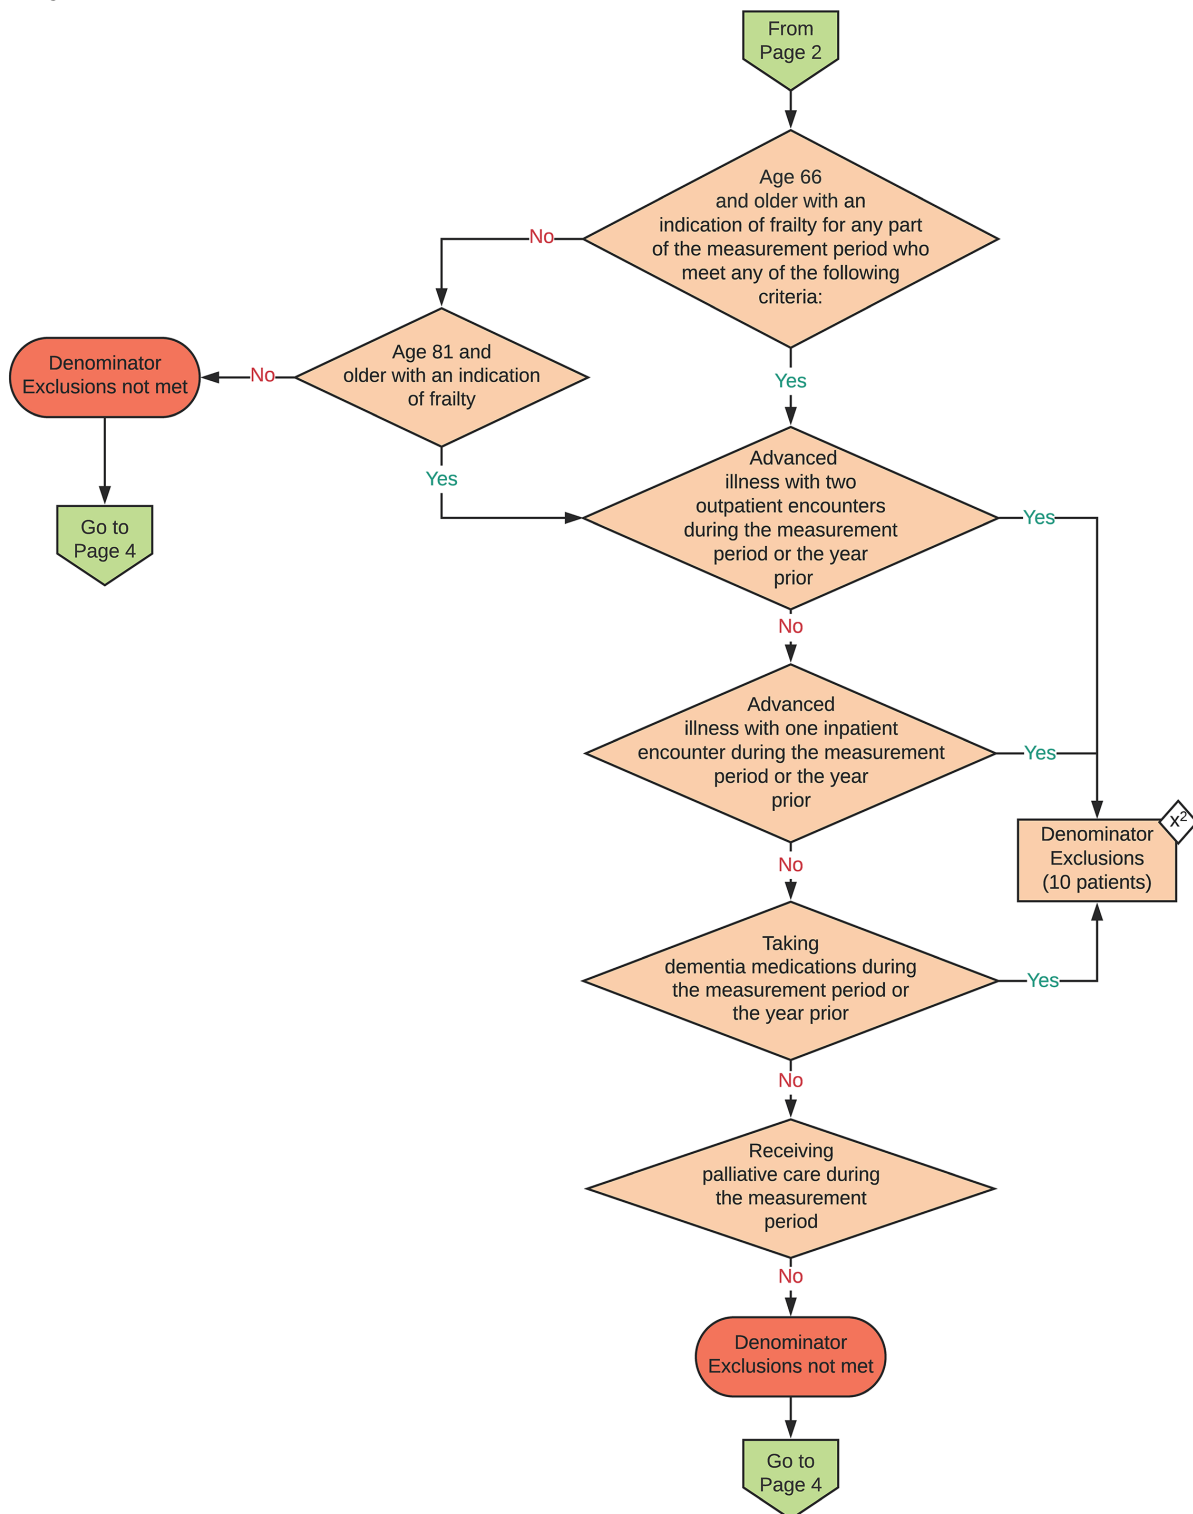 From
Page 2
Age 66
and older with an
indication of frailty for any part
of the measurement period who
meet any of the following
criteria:
No
Age 81 and
older with an indication
of frailty
No
Denominator
Exclusions not met
Go to
Page 4
Yes
Yes
Advanced
illness with two
outpatient encounters
during the measurement
period or the year
prior
Yes
No
Advanced
illness with one inpatient
encounter during the measurement
period or the year
prior
Yes
Denominator
Exclusions
(10 patients)
x²
No
Taking
dementia medications during
the measurement period or
the year prior
Yes
No
Receiving
palliative care during
the measurement
period
No
Denominator
Exclusions not met
Go to
Page 4